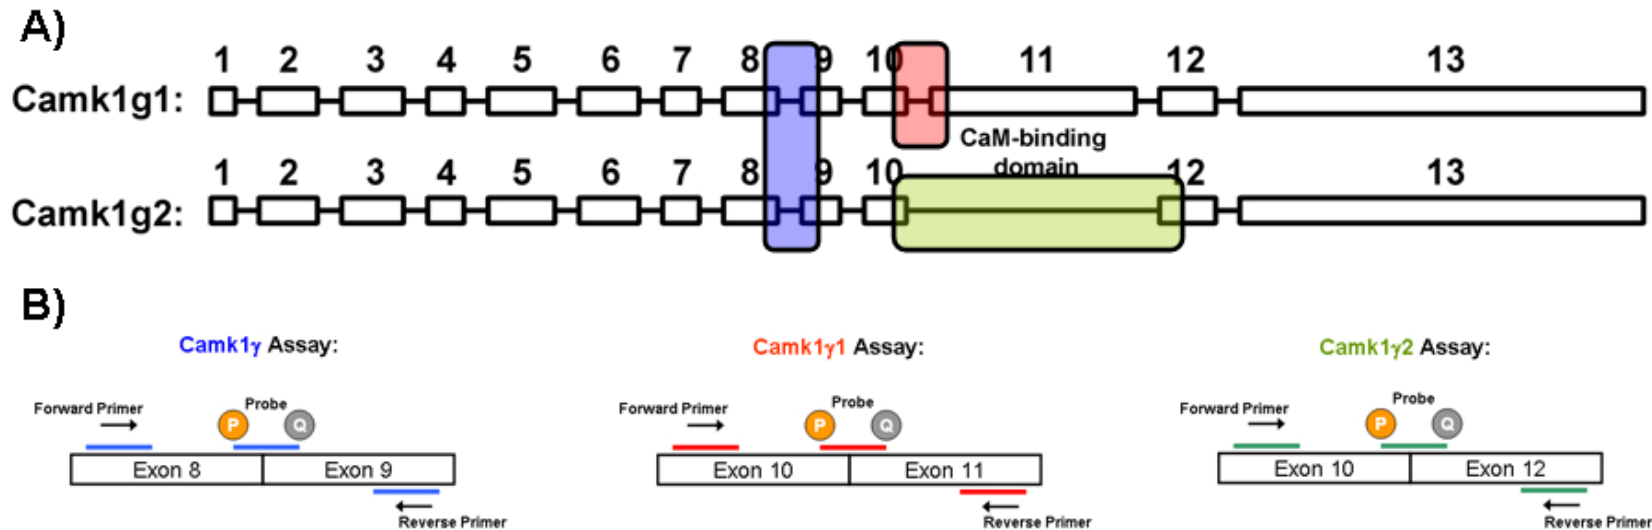 A)
1 2 3 4 5 6 7 8 9 10 11 12 13
Camk1g1:
CaM-binding
domain
1 2 3 4 5 6 7 8 9 10 12 13
Camk1g2:
B)
Camk1γ Assay:
Forward Primer
Probe
P Q
Exon 8 Exon 9
Reverse Primer
Camk1γ1 Assay:
Forward Primer
Probe
P Q
Exon 10 Exon 11
Reverse Primer
Camk1γ2 Assay:
Forward Primer
Probe
P Q
Exon 10 Exon 12
Reverse Primer